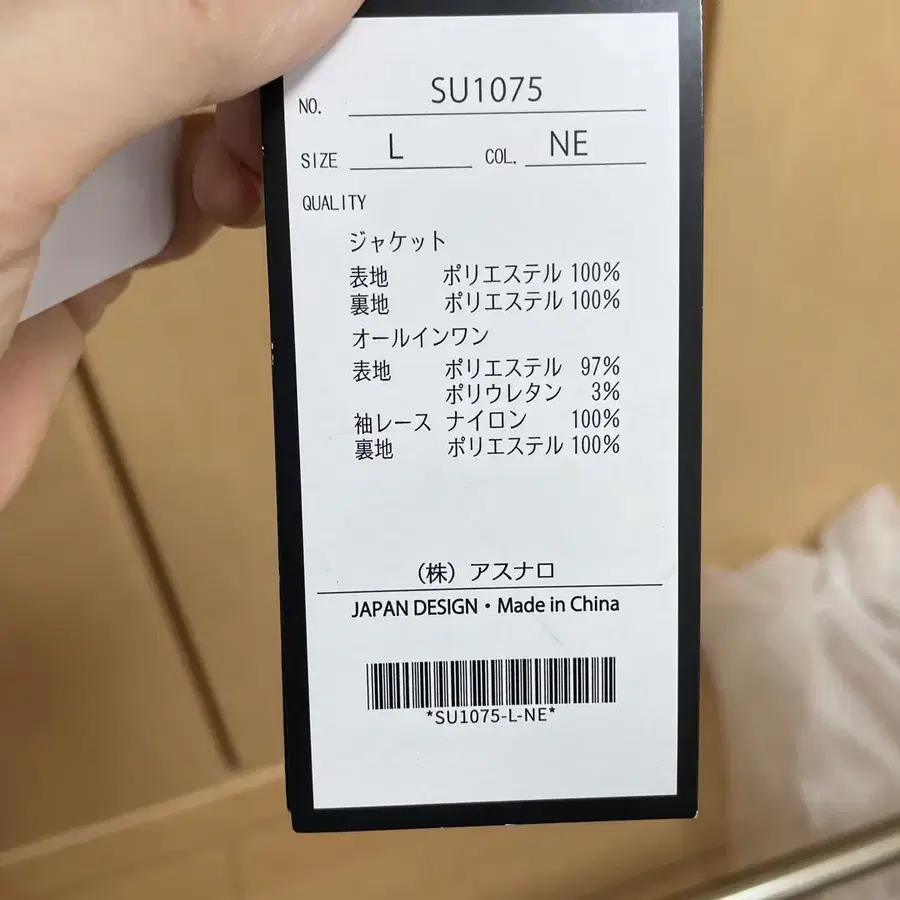 NO. SU1075
SIZE L COL. NE
QUALITY
ジャケット
表地 ポリエステル 100%
裏地 ポリエステル 100%
オールインワン
表地 ポリエステル 97%
ポリウレタン 3%
袖レース ナイロン 100%
裏地 ポリエステル 100%
(株) アスナロ
JAPAN DESIGN・Made in China
*SU1075-L-NE*